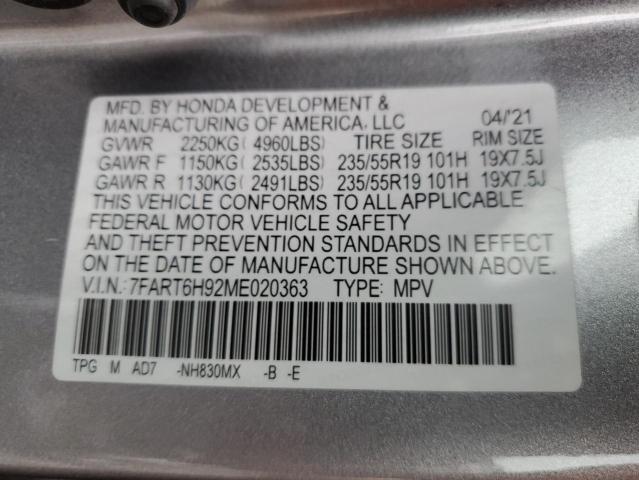 MFD. BY HONDA DEVELOPMENT &
MANUFACTURING OF AMERICA, LLC 04/'21
GVWR 2250KG( 4960LBS) TIRE SIZE RIM SIZE
GAWR F 1150KG( 2535LBS) 235/55R19 101H 19X7.5J
GAWR R 1130KG( 2491LBS) 235/55R19 101H 19X7.5J
THIS VEHICLE CONFORMS TO ALL APPLICABLE
FEDERAL MOTOR VEHICLE SAFETY
AND THEFT PREVENTION STANDARDS IN EFFECT
ON THE DATE OF MANUFACTURE SHOWN ABOVE.
V.I.N.: 7FART6H92ME020363 TYPE: MPV
TPG M AD7 -NH830MX -B -E